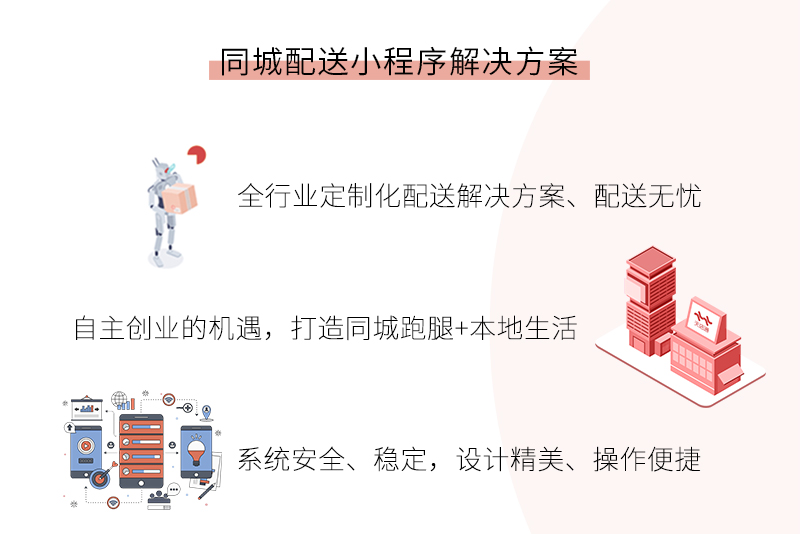 同城配送小程序解决方案
全行业定制化配送解决方案、配送无忧
自主创业的机遇，打造同城跑腿+本地生活
系统安全、稳定，设计精美、操作便捷